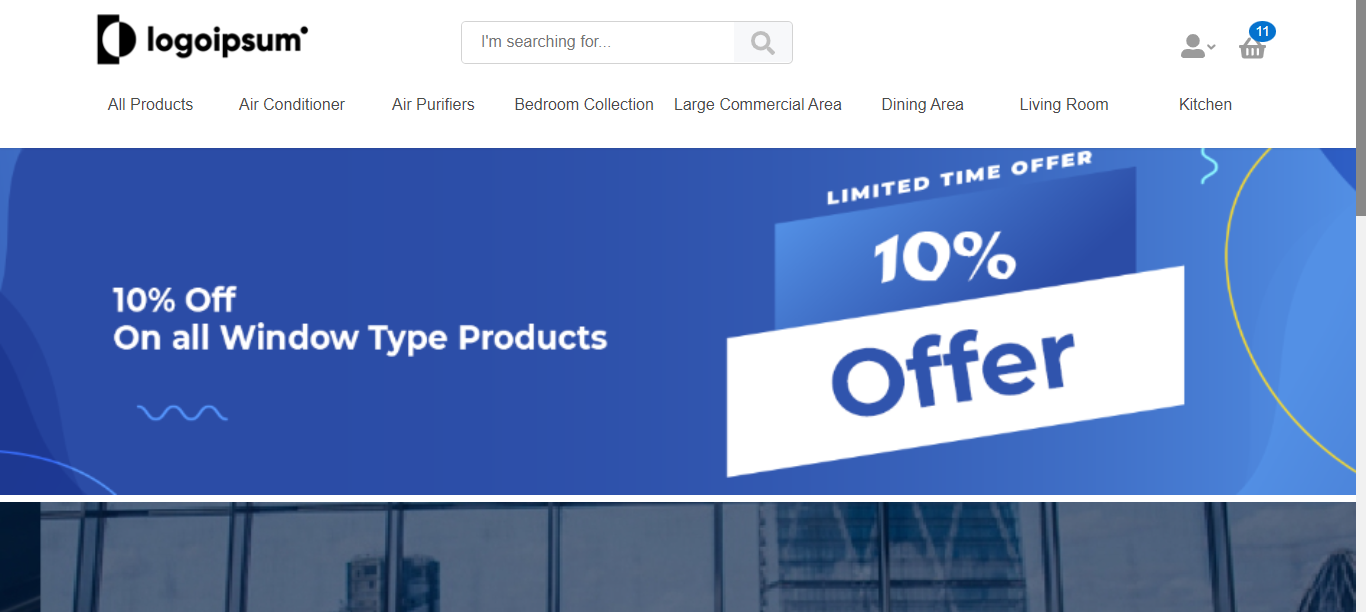 logoipsum
I'm searching for...
11
All Products Air Conditioner Air Purifiers Bedroom Collection Large Commercial Area Dining Area Living Room Kitchen
LIMITED TIME OFFER
10%
Offer
10% Off
On all Window Type Products